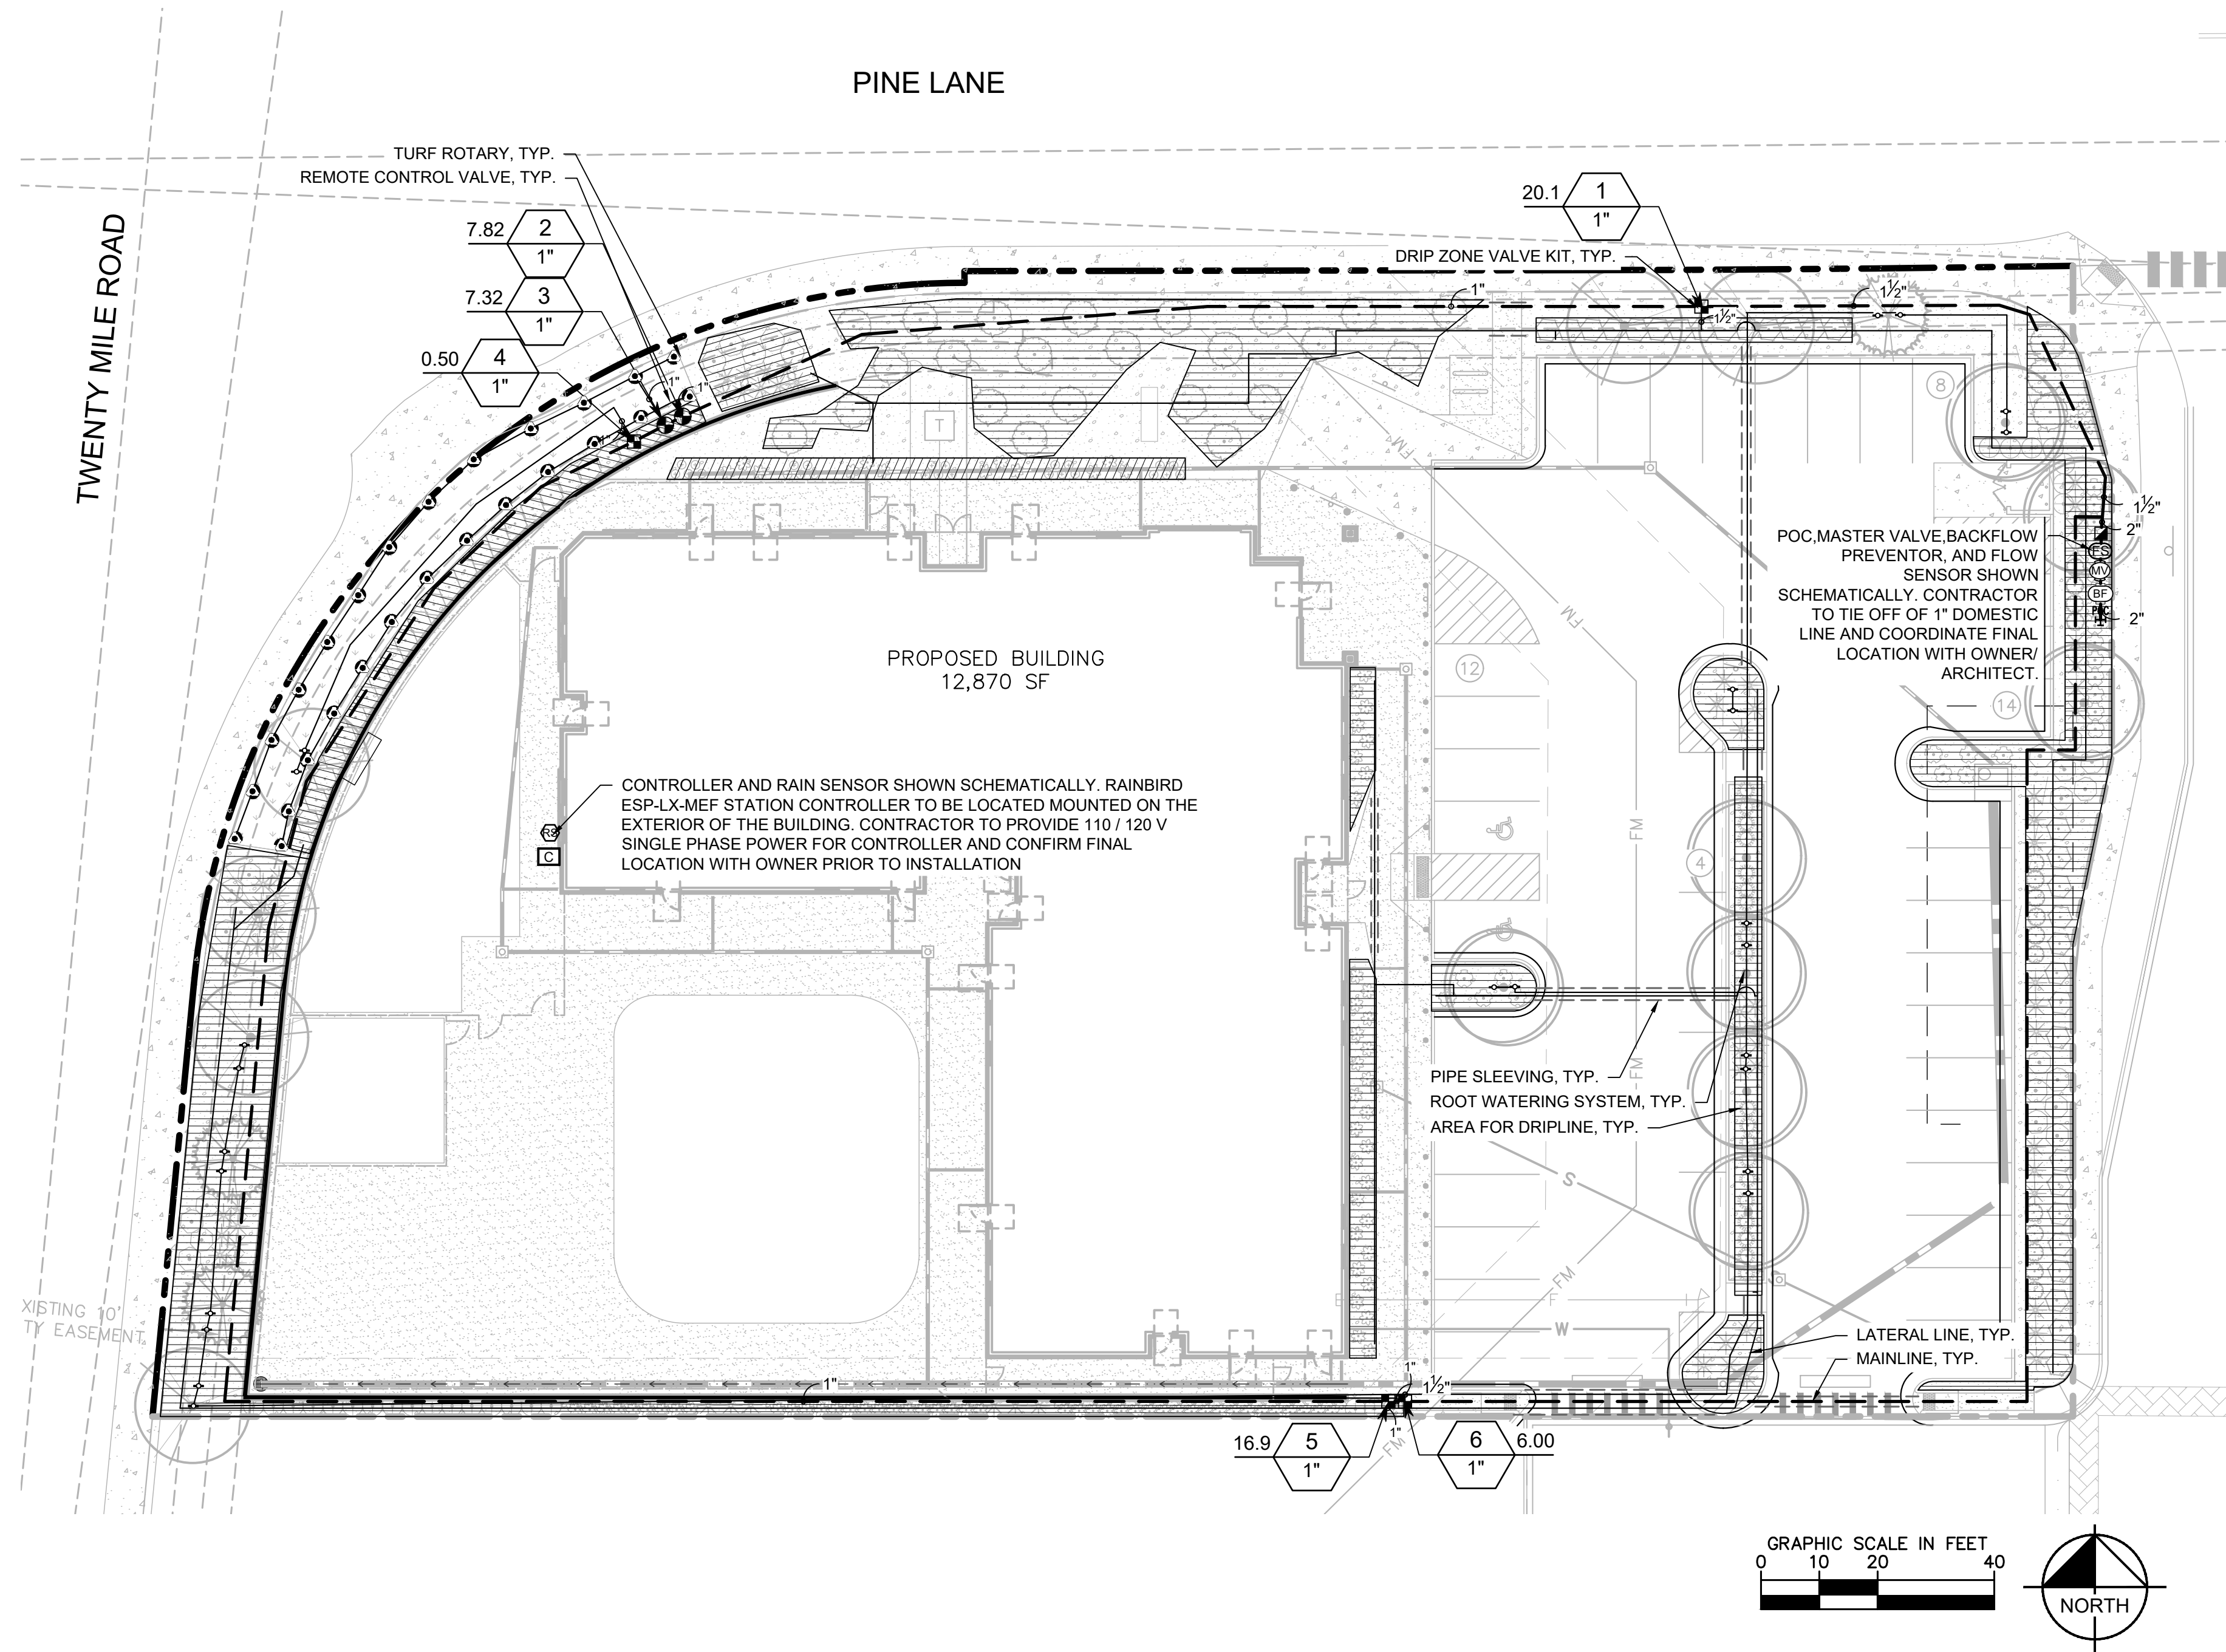 PINE LANE
TWENTY MILE ROAD
TURF ROTARY, TYP.
REMOTE CONTROL VALVE, TYP.
7.82
2
1"
7.32
3
1"
0.50
4
1"
20.1
1
1"
DRIP ZONE VALVE KIT, TYP.
1"
1½"
1½"
1"
1"
1"
8
T
FM
FM
1½"
2"
POC,MASTER VALVE,BACKFLOW
PREVENTOR, AND FLOW
SENSOR SHOWN
SCHEMATICALLY. CONTRACTOR
TO TIE OFF OF 1" DOMESTIC
LINE AND COORDINATE FINAL
LOCATION WITH OWNER/
ARCHITECT.
FS
MV
BF
POC
2"
PROPOSED BUILDING
12,870 SF
12
14
CONTROLLER AND RAIN SENSOR SHOWN SCHEMATICALLY. RAINBIRD
ESP-LX-MEF STATION CONTROLLER TO BE LOCATED MOUNTED ON THE
EXTERIOR OF THE BUILDING. CONTRACTOR TO PROVIDE 110 / 120 V
SINGLE PHASE POWER FOR CONTROLLER AND CONFIRM FINAL
LOCATION WITH OWNER PRIOR TO INSTALLATION
RS
C
FM
4
FM
PIPE SLEEVING, TYP.
ROOT WATERING SYSTEM, TYP.
AREA FOR DRIPLINE, TYP.
S
FM
F
W
XISTING 10'
TY EASEMENT
LATERAL LINE, TYP.
MAINLINE, TYP.
1"
1"
1½"
1"
FM
16.9
5
1"
6
1"
6.00
GRAPHIC SCALE IN FEET
0 10 20 40
NORTH